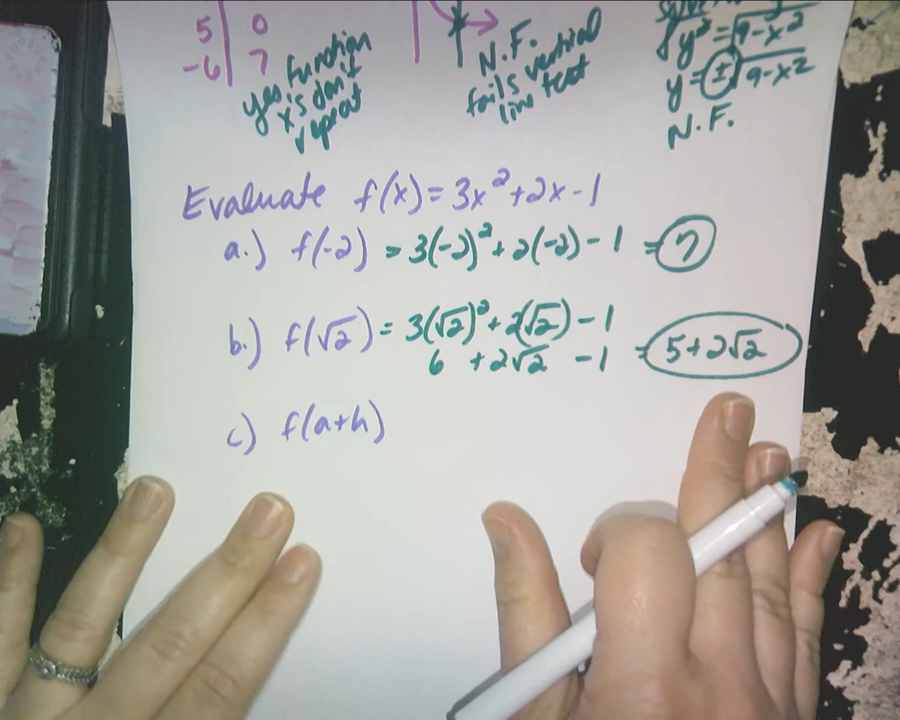 5 | 0
-6 | 7
yes function
x's don't
repeat
N.F.
fails vertical
line test
√y² = √9-x²
y = ±√9-x²
N.F.
Evaluate f(x) = 3x²+2x-1
a.) f(-2) = 3(-2)²+2(-2)-1 = 7
b.) f(√2) = 3(√2)²+2(√2)-1
6 +2√2 -1 = 5+2√2
c) f(a+h)